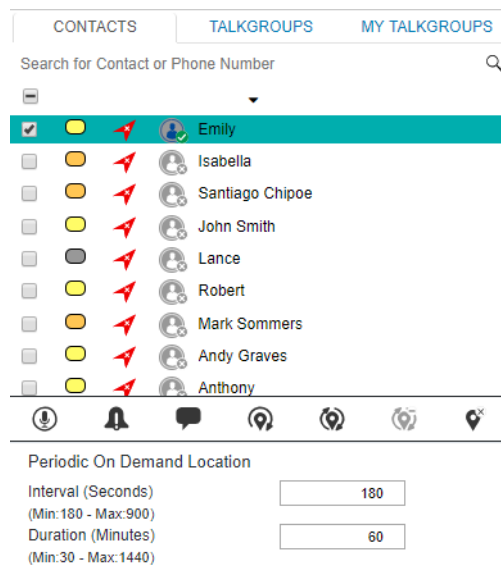 CONTACTS TALKGROUPS MY TALKGROUPS
Search for Contact or Phone Number
Emily
Isabella
Santiago Chipoe
John Smith
Lance
Robert
Mark Sommers
Andy Graves
Anthony
Periodic On Demand Location
Interval (Seconds) 180
(Min:180 - Max:900)
Duration (Minutes) 60
(Min:30 - Max:1440)